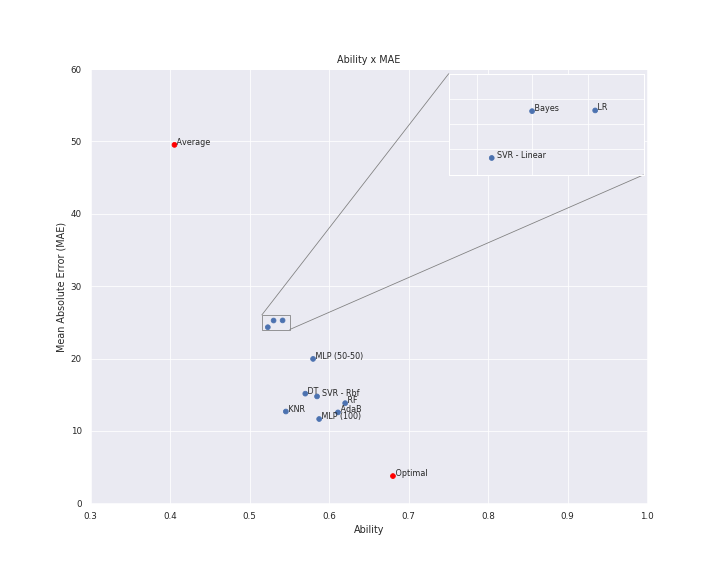 Ability x MAE
60
50
40
30
20
10
0
Mean Absolute Error (MAE)
Average
Bayes
LR
SVR - Linear
MLP (50-50)
DT
SVR - Rbf
RF
KNR
AdaB
MLP (100)
Optimal
0.3
0.4
0.5
0.6
0.7
0.8
0.9
1.0
Ability